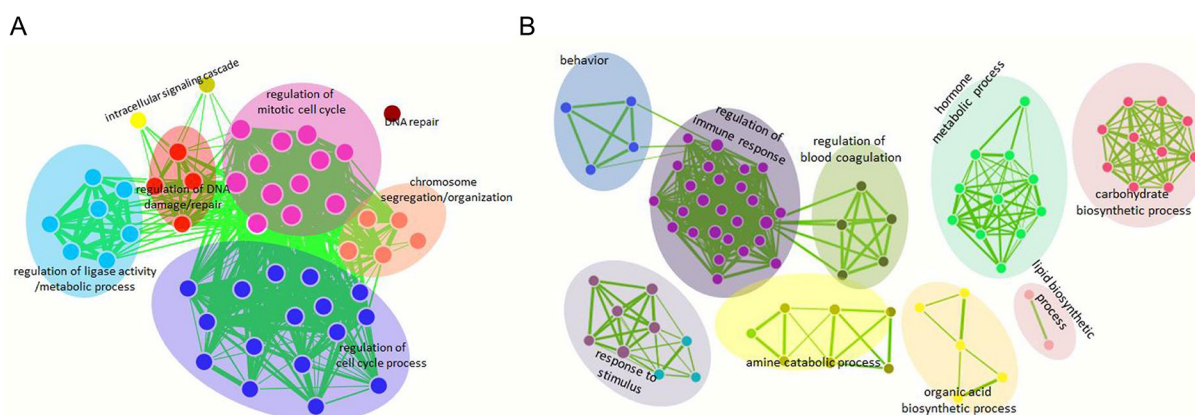 A
intracellular signaling cascade
regulation of
mitotic cell cycle
DNA repair
regulation of DNA
damage/repair
chromosome
segregation/organization
regulation of ligase activity
/metabolic process
regulation of
cell cycle process
B
behavior
regulation of
immune response
regulation of
blood coagulation
hormone
metabolic process
carbohydrate
biosynthetic process
lipid biosynthetic
process
response to
stimulus
amine catabolic process
organic acid
biosynthetic process